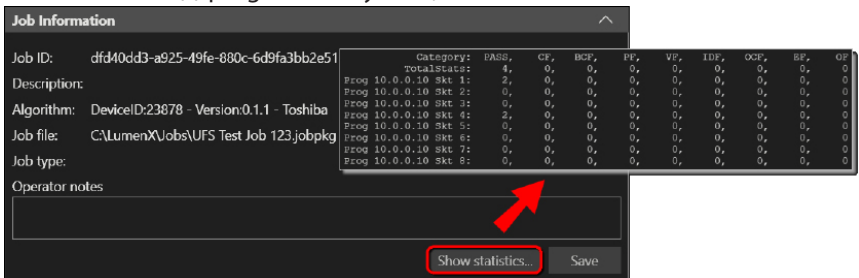 Job Information
Job ID: dfd40dd3-a925-49fe-880c-6d9fa3bb2e51
Description:
Algorithm: DeviceID:23878 - Version:0.1.1 - Toshiba
Job file: C:\LumenX\Jobs\UFS Test Job 123.jobpkg
Job type:
Operator notes
Category: PASS, CF, BCF, PF, VF, IDF, OCF, BF, OF
TotalStats: 4, 0, 0, 0, 0, 0, 0, 0, 0
Prog 10.0.0.10 Skt 1: 2, 0, 0, 0, 0, 0, 0, 0, 0
Prog 10.0.0.10 Skt 2: 0, 0, 0, 0, 0, 0, 0, 0, 0
Prog 10.0.0.10 Skt 3: 0, 0, 0, 0, 0, 0, 0, 0, 0
Prog 10.0.0.10 Skt 4: 2, 0, 0, 0, 0, 0, 0, 0, 0
Prog 10.0.0.10 Skt 5: 0, 0, 0, 0, 0, 0, 0, 0, 0
Prog 10.0.0.10 Skt 6: 0, 0, 0, 0, 0, 0, 0, 0, 0
Prog 10.0.0.10 Skt 7: 0, 0, 0, 0, 0, 0, 0, 0, 0
Prog 10.0.0.10 Skt 8: 0, 0, 0, 0, 0, 0, 0, 0, 0
Show statistics... Save